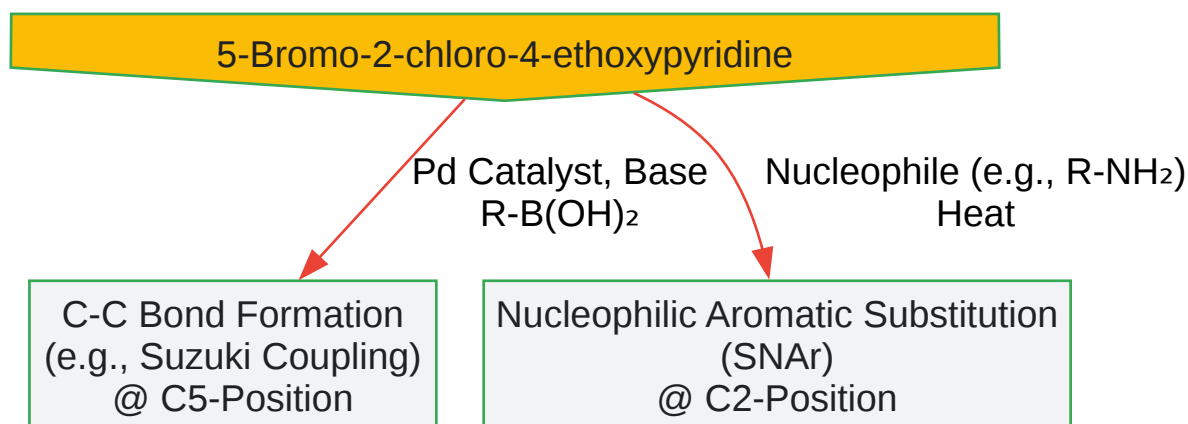 5-Bromo-2-chloro-4-ethoxypyridine
Pd Catalyst, Base
R-B(OH)₂
Nucleophile (e.g., R-NH₂)
Heat
C-C Bond Formation
(e.g., Suzuki Coupling)
@ C5-Position
Nucleophilic Aromatic Substitution
(SNAr)
@ C2-Position